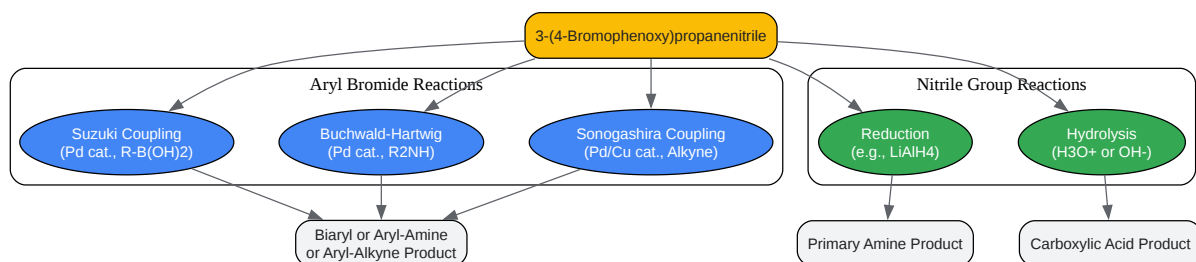 3-(4-Bromophenoxy)propanenitrile
Aryl Bromide Reactions
Nitrile Group Reactions
Suzuki Coupling
(Pd cat., R-B(OH)2)
Buchwald-Hartwig
(Pd cat., R2NH)
Sonogashira Coupling
(Pd/Cu cat., Alkyne)
Reduction
(e.g., LiAlH4)
Hydrolysis
(H3O+ or OH-)
Biaryl or Aryl-Amine
or Aryl-Alkyne Product
Primary Amine Product
Carboxylic Acid Product